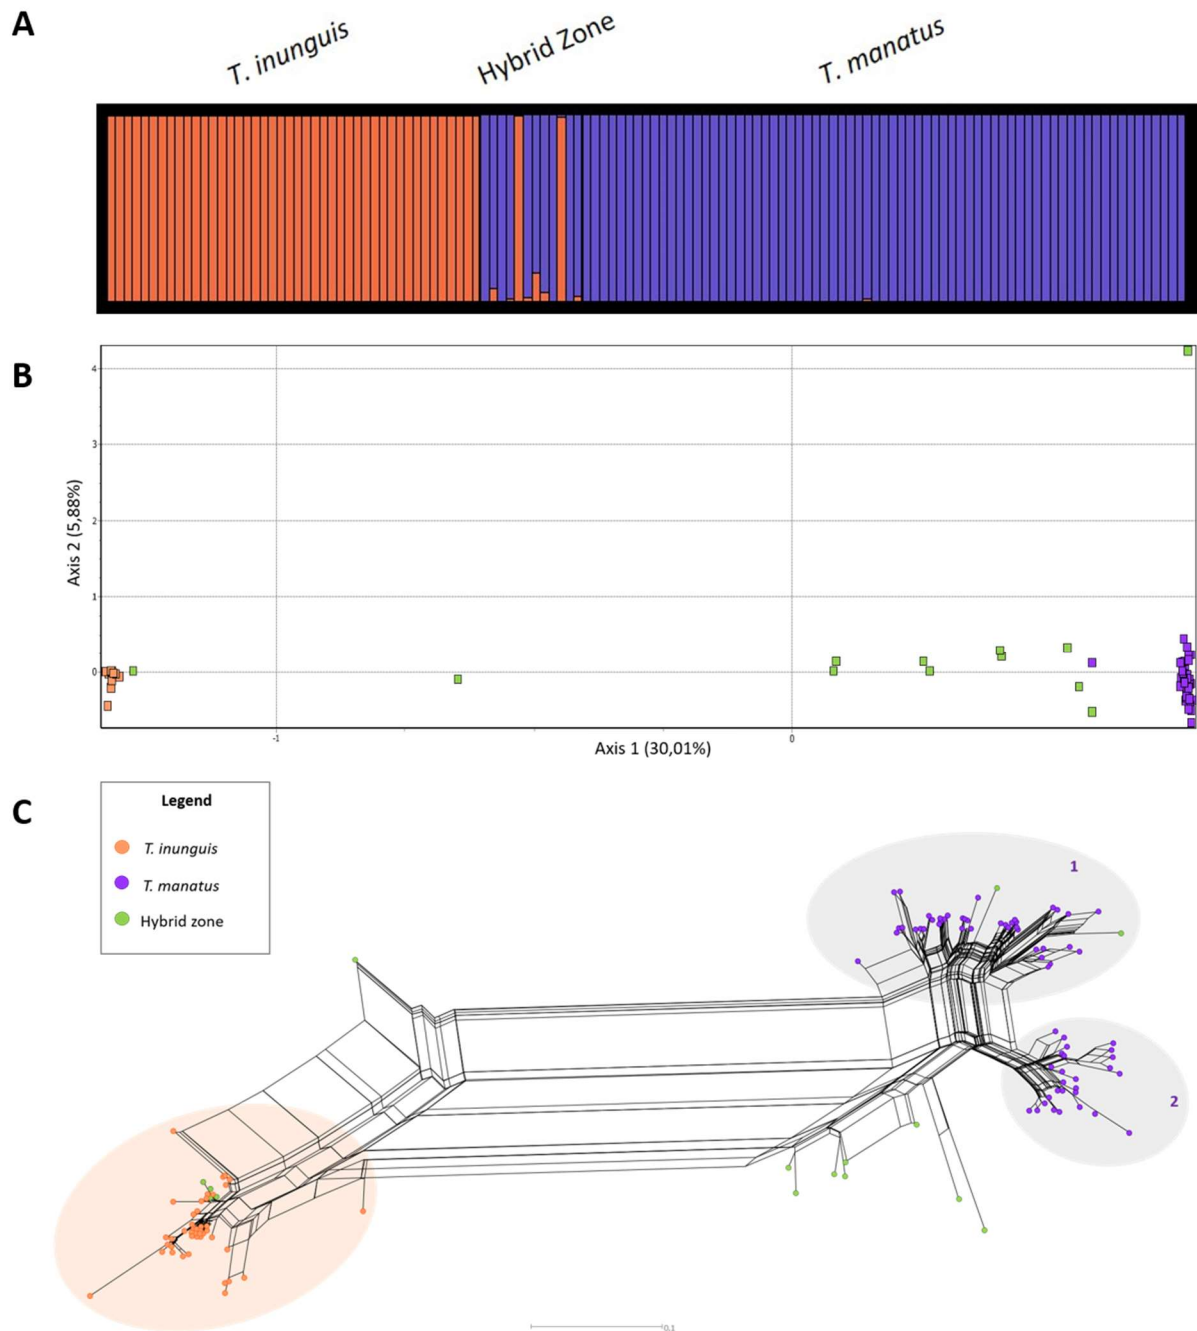 A
T. inunguis
Hybrid Zone
T. manatus
B
4
3
2
1
0
Axis 2 (5,88%)
-1
0
Axis 1 (30,01%)
C
Legend
T. inunguis
T. manatus
Hybrid zone
1
2
0.1